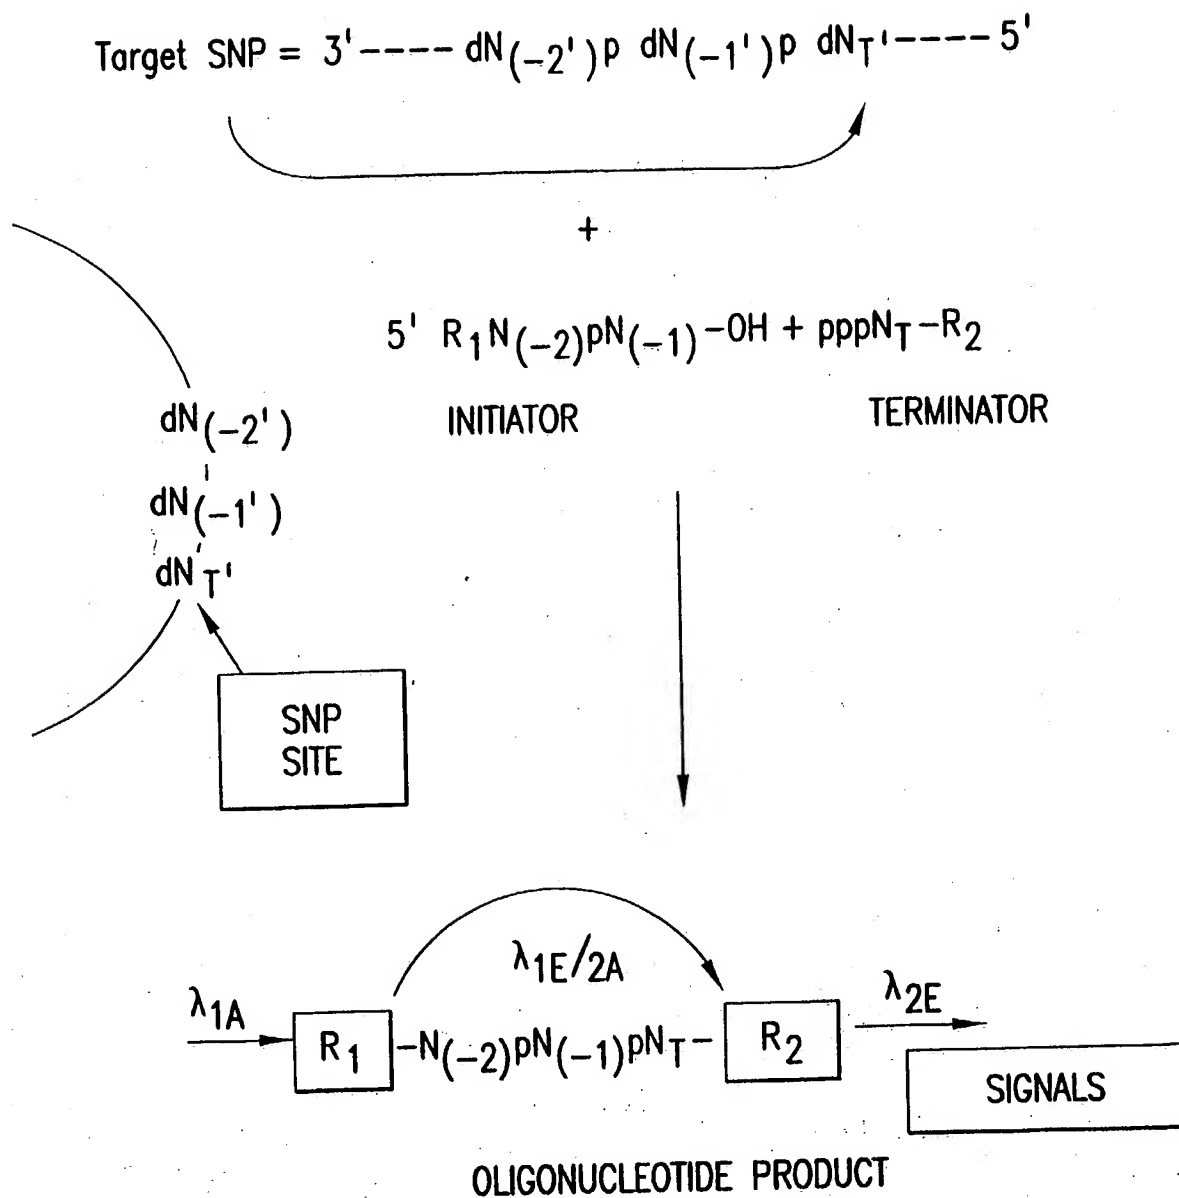 Target SNP = 3'---- dN(-2')p dN(-1')p dNT'---- 5'
+
5' R1N(-2)pN(-1)-OH + pppNT-R2
INITIATOR TERMINATOR
dN(-2')
dN(-1')
dNT'
SNP
SITE
λ1E/2A
λ1A R1 -N(-2)pN(-1)pNT- R2 λ2E
SIGNALS
OLIGONUCLEOTIDE PRODUCT